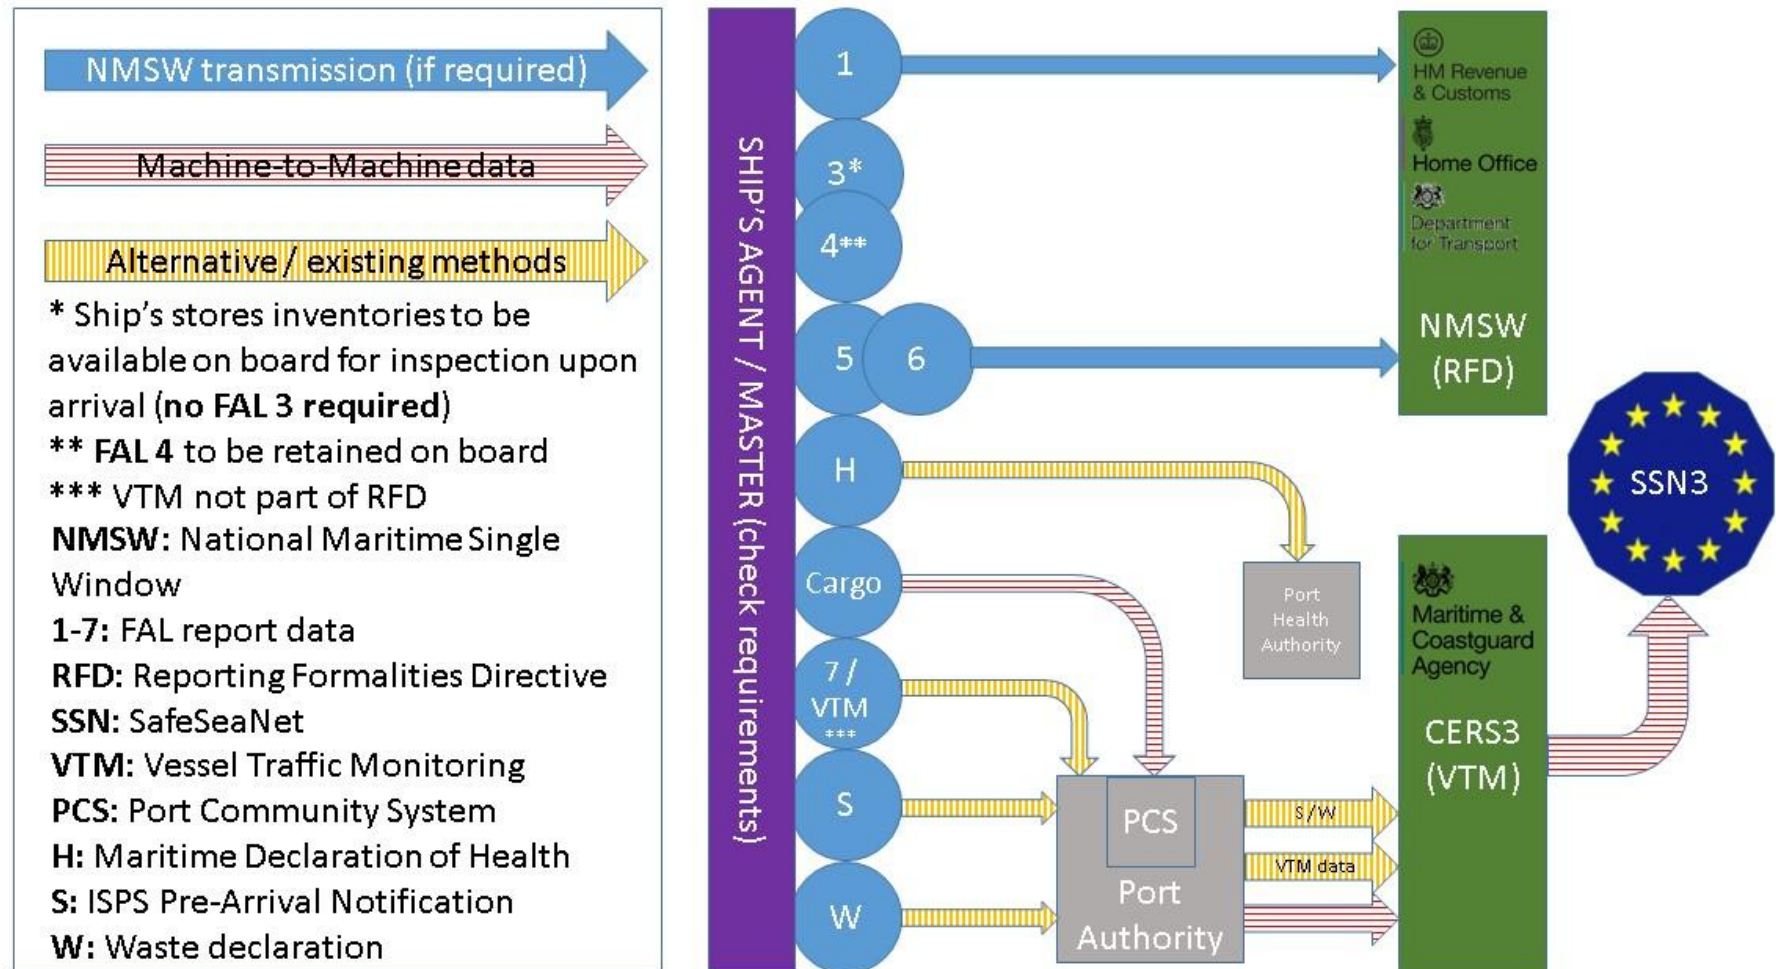 NMSW transmission (if required)
Machine-to-Machine data
Alternative / existing methods
* Ship's stores inventories to be
available on board for inspection upon
arrival (no FAL 3 required)
** FAL 4 to be retained on board
*** VTM not part of RFD
NMSW: National Maritime Single
Window
1-7: FAL report data
RFD: Reporting Formalities Directive
SSN: SafeSeaNet
VTM: Vessel Traffic Monitoring
PCS: Port Community System
H: Maritime Declaration of Health
S: ISPS Pre-Arrival Notification
W: Waste declaration
SHIP'S AGENT / MASTER (check requirements)
1
3*
4**
5
6
H
Cargo
7 /
VTM
***
S
W
Port
Health
Authority
PCS
Port
Authority
S/W
VTM data
HM Revenue
& Customs
Home Office
Department
for Transport
NMSW
(RFD)
Maritime &
Coastguard
Agency
CERS3
(VTM)
SSN3